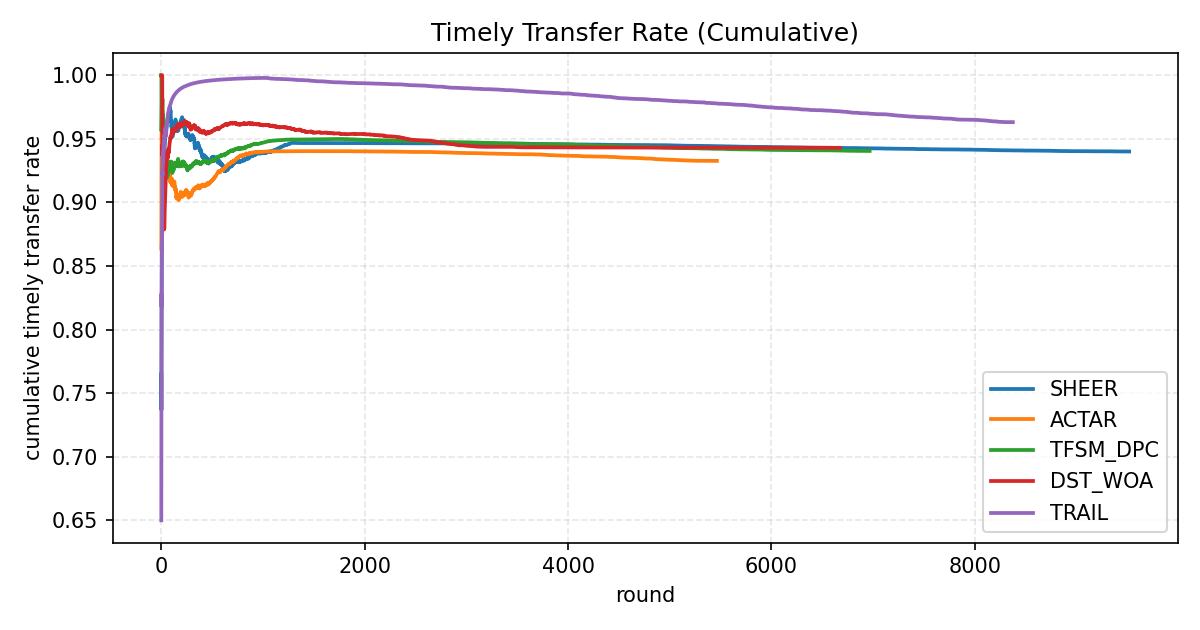 Timely Transfer Rate (Cumulative)
cumulative timely transfer rate
1.00
0.95
0.90
0.85
0.80
0.75
0.70
0.65
SHEER
ACTAR
TFSM_DPC
DST_WOA
TRAIL
0 2000 4000 6000 8000
round